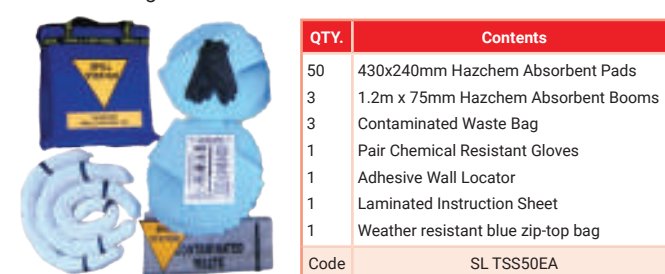 SPILL
STATION
CONTAMINATED
WASTE
QTY. Contents
50 430x240mm Hazchem Absorbent Pads
3 1.2m x 75mm Hazchem Absorbent Booms
3 Contaminated Waste Bag
1 Pair Chemical Resistant Gloves
1 Adhesive Wall Locator
1 Laminated Instruction Sheet
1 Weather resistant blue zip-top bag
Code SL TSS50EA